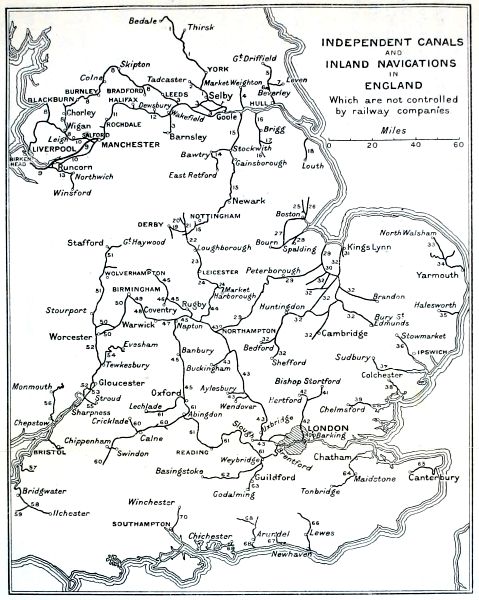 INDEPENDENT CANALS
AND
INLAND NAVIGATIONS
IN
ENGLAND
Which are not controlled
by railway companies
Miles
10 0 20 40 60
Bedale
Thirsk
YORK
Gt. Driffield
Skipton
Tadcaster
Market Weighton
Leven
Colne
Beverley
BURNLEY
BRADFORD
LEEDS
Selby
HULL
BLACKBURN
HALIFAX
Dewsbury
Wakefield
Goole
Chorley
Wigan
ROCHDALE
Barnsley
Brigg
Leigh
SALFORD
Stockwith
LIVERPOOL
MANCHESTER
Bawtry
Gainsborough
Louth
BIRKEN
HEAD
Runcorn
Northwich
East Retford
Winsford
Newark
NOTTINGHAM
DERBY
Boston
North Walsham
Stafford
Gt. Haywood
Loughborough
Bourn
Spalding
Kings Lynn
WOLVERHAMPTON
LEICESTER
Peterborough
Yarmouth
BIRMINGHAM
Market
Harborough
Brandon
Stourport
Coventry
Rugby
Huntingdon
Bury St.
Edmunds
Halesworth
Warwick
Napton
NORTHAMPTON
Worcester
Cambridge
Stowmarket
Evesham
Banbury
Bedford
IPSWICH
Tewkesbury
Buckingham
Shefford
Sudbury
Monmouth
Gloucester
Aylesbury
Bishop Stortford
Colchester
Stroud
Oxford
Wendover
Hertford
Chelmsford
Sharpness
Lechlade
Abingdon
Chepstow
Cricklade
Uxbridge
LONDON
Chippenham
Calne
Slough
Barking
BRISTOL
Swindon
READING
Brentford
Chatham
Weybridge
Basingstoke
Guildford
Maidstone
Canterbury
Bridgwater
Godalming
Tonbridge
Ilchester
Winchester
SOUTHAMPTON
Chichester
Arundel
Lewes
Newhaven